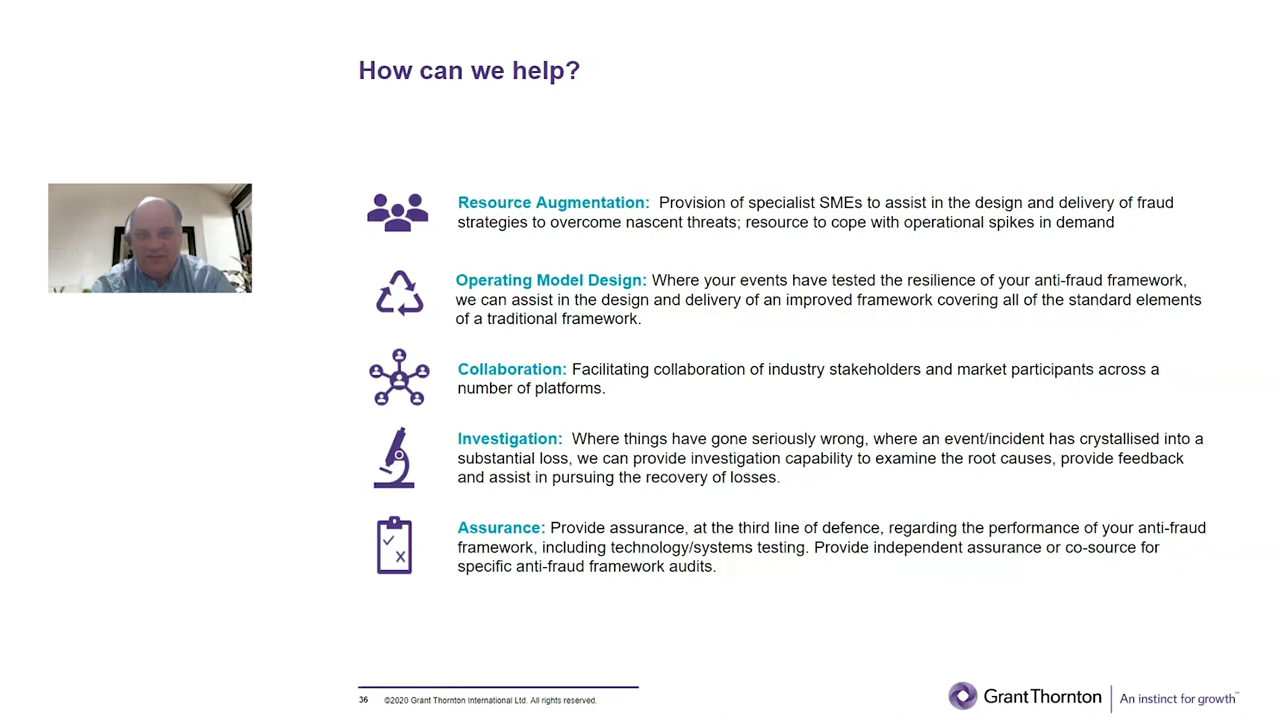 How can we help?
Resource Augmentation: Provision of specialist SMEs to assist in the design and delivery of fraud
strategies to overcome nascent threats; resource to cope with operational spikes in demand
Operating Model Design: Where your events have tested the resilience of your anti-fraud framework,
we can assist in the design and delivery of an improved framework covering all of the standard elements
of a traditional framework.
Collaboration: Facilitating collaboration of industry stakeholders and market participants across a
number of platforms.
Investigation: Where things have gone seriously wrong, where an event/incident has crystallised into a
substantial loss, we can provide investigation capability to examine the root causes, provide feedback
and assist in pursuing the recovery of losses.
Assurance: Provide assurance, at the third line of defence, regarding the performance of your anti-fraud
framework, including technology/systems testing. Provide independent assurance or co-source for
specific anti-fraud framework audits.
36 ©2020 Grant Thornton International Ltd. All rights reserved.
GrantThornton | An instinct for growth™